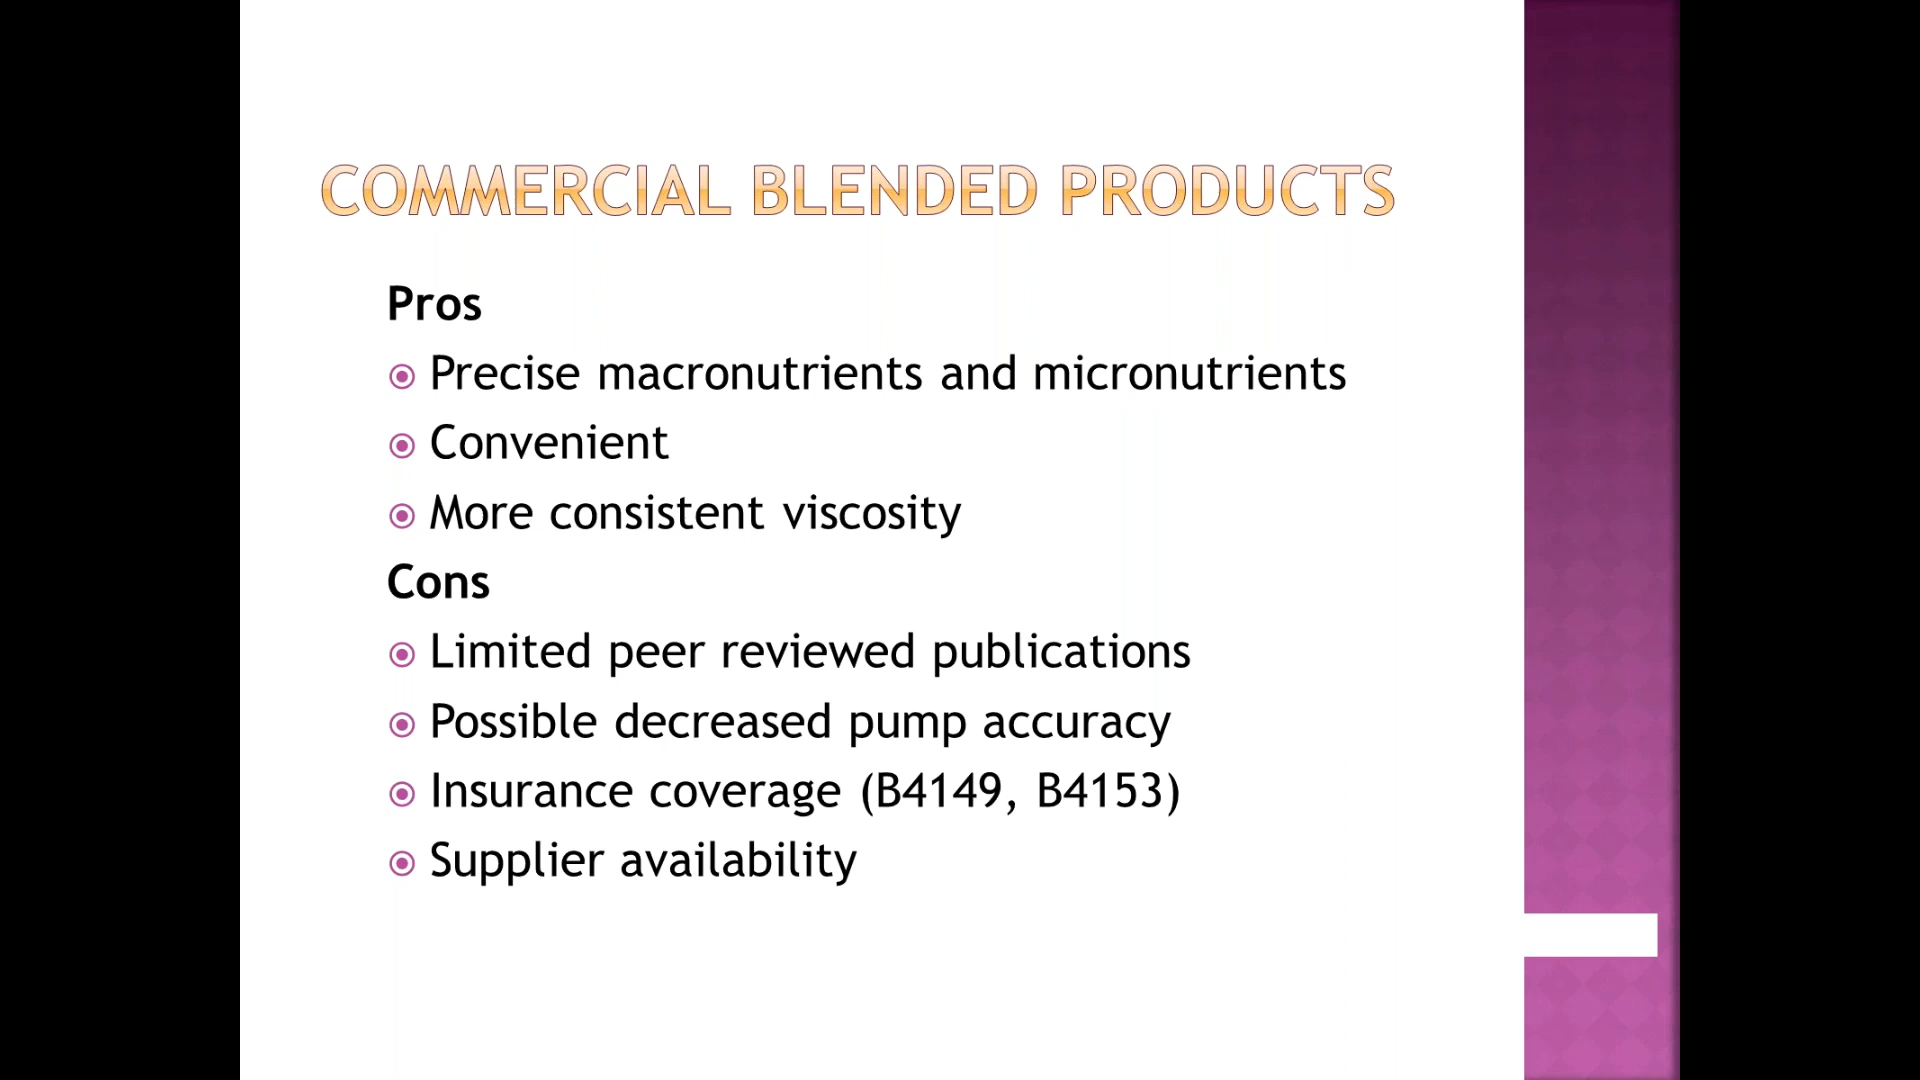 COMMERCIAL BLENDED PRODUCTS
Pros
Precise macronutrients and micronutrients
Convenient
More consistent viscosity
Cons
Limited peer reviewed publications
Possible decreased pump accuracy
Insurance coverage (B4149, B4153)
Supplier availability